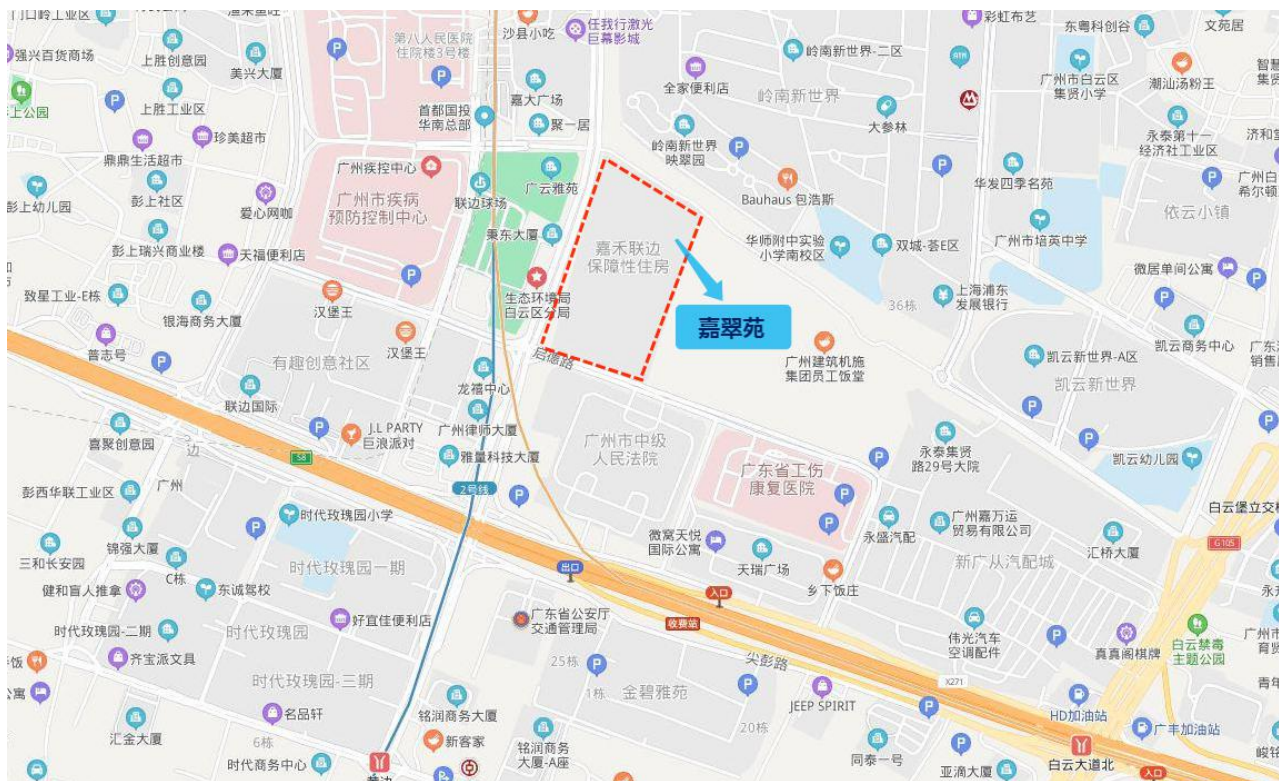 门口岭工业区
强兴百货商场
上胜创意园
美兴大厦
第八人民医院
住院楼3号楼
沙县小吃
任我行激光
巨幕影城
岭南新世界-二区
全家便利店
岭南新世界
彩虹布艺
东粤科创谷
文苑居
ATM
广州市白云区
集贤小学
潮汕汤粉王
上胜工业区
珍美超市
首都国投
华南总部
嘉大广场
聚一居
大参林
岭南新世界
映翠园
永泰第十一
经济社工业区
鼎鼎生活超市
彭上社区
彭上幼儿园
爱心网咖
广州疾控中心
广州市疾病
预防控制中心
联边球场
广云雅苑
Bauhaus 包浩斯
华发四季名苑
依云小镇
希尔顿
彭上瑞兴商业楼
天福便利店
秉东大厦
嘉禾联边
保障性住房
华师附中实验
小学南校区
双城-荟E区
广州市培英中学
微居单间公寓
致星工业-E栋
银海商务大厦
汉堡王
生态环境局
白云区分局
嘉翠苑
36栋
上海浦东
发展银行
普志号
有趣创意社区
汉堡王
后德路
广州建筑机施
集团员工饭堂
凯云新世界-A区
凯云新世界
凯云商务中心
联边国际
龙禧中心
喜聚创意园
J.L PARTY
巨浪派对
广州律师大厦
雅量科技大厦
广州市中级
人民法院
广东省工伤
康复医院
永泰集贤
路29号大院
凯云幼儿园
边
S8
2号线
彭西华联工业区
广州
时代玫瑰园小学
微窝天悦
国际公寓
永盛汽配
广州嘉万运
贸易有限公司
白云堡立交
G105
三和长安园
锦强大厦
C栋
时代玫瑰园一期
天瑞广场
新广从汽配城
汇桥大厦
健和盲人推拿
东诚驾校
出口
入口
乡下饭庄
时代玫瑰园-二期
时代玫瑰园
好宜佳便利店
广东省公安厅
交通管理局
收费站
伟光汽车
空调配件
真真阁棋牌
白云禁毒
主题公园
齐宝派文具
时代玫瑰园-三期
25栋
1栋
金碧雅苑
尖彭路
X271
名品轩
铭润商务大厦
20栋
JEEP SPIRIT
HD加油站
广丰加油站
汇金大厦
6栋
时代商务中心
新客家
铭润商务
大厦-A座
同泰一号
亚滴大厦
白云大道北
入口